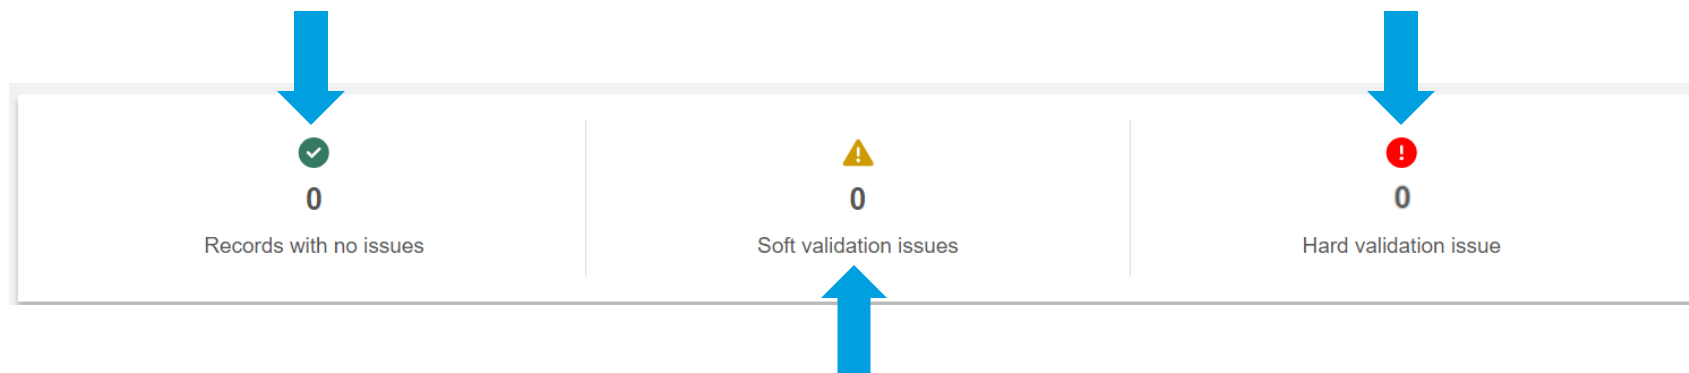 0
Records with no issues
0
Soft validation issues
0
Hard validation issue